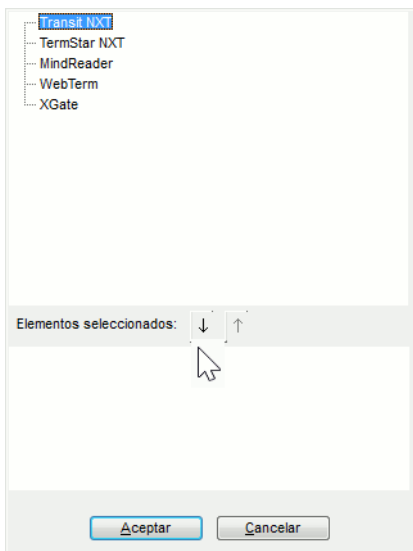 Transit NXT
TermStar NXT
MindReader
WebTerm
XGate
Elementos seleccionados: ↓ ↑
Aceptar Cancelar